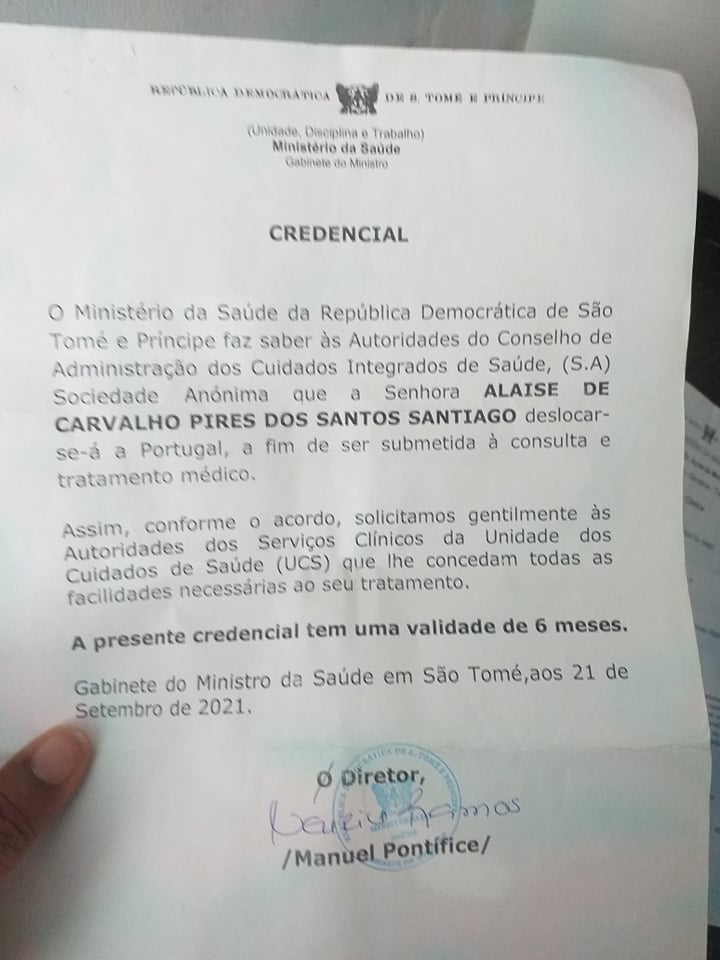 REPÚBLICA DEMOCRÁTICA DE S. TOMÉ E PRÍNCIPE
(Unidade, Disciplina e Trabalho)
Ministério da Saúde
Gabinete do Ministro
CREDENCIAL
O Ministério da Saúde da República Democrática de São
Tomé e Príncipe faz saber às Autoridades do Conselho de
Administração dos Cuidados Integrados de Saúde, (S.A)
Sociedade Anónima que a Senhora ALAISE DE
CARVALHO PIRES DOS SANTOS SANTIAGO deslocar-
se-á a Portugal, a fim de ser submetida à consulta e
tratamento médico.
Assim, conforme o acordo, solicitamos gentilmente às
Autoridades dos Serviços Clínicos da Unidade dos
Cuidados de Saúde (UCS) que lhe concedam todas as
facilidades necessárias ao seu tratamento.
A presente credencial tem uma validade de 6 meses.
Gabinete do Ministro da Saúde em São Tomé,aos 21 de
Setembro de 2021.
O Diretor,
Ramos
/Manuel Pontífice/